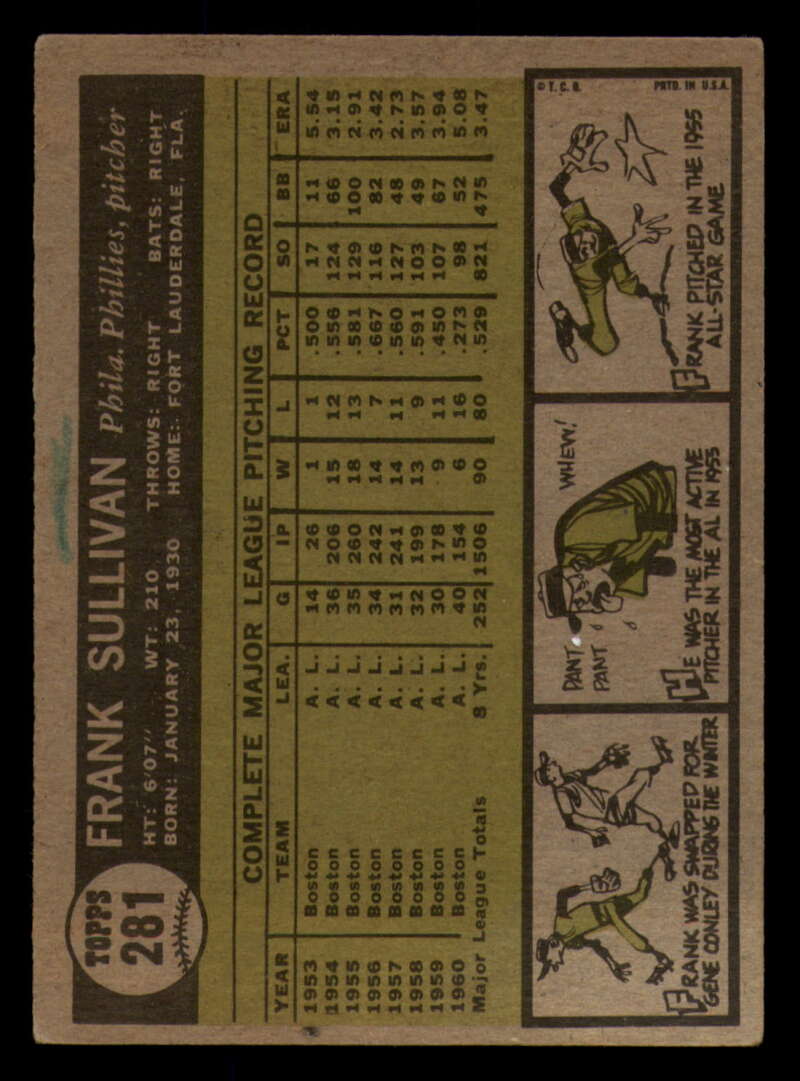 TOPPS
281
FRANK SULLIVAN Phila. Phillies, pitcher
HT: 6'07" WT: 210 THROWS: RIGHT BATS: RIGHT
BORN: JANUARY 23, 1930 HOME: FORT LAUDERDALE, FLA.
COMPLETE MAJOR LEAGUE PITCHING RECORD
YEAR TEAM LEA. G IP W L PCT SO BB ERA
1953 Boston A. L. 14 26 1 1 .500 17 11 5.54
1954 Boston A. L. 36 206 15 12 .556 124 66 3.15
1955 Boston A. L. 35 260 18 13 .581 129 100 2.91
1956 Boston A. L. 34 242 14 7 .667 116 82 3.42
1957 Boston A. L. 31 241 14 11 .560 127 48 2.73
1958 Boston A. L. 32 199 13 9 .591 103 49 3.57
1959 Boston A. L. 30 178 9 11 .450 107 67 3.94
1960 Boston A. L. 40 154 6 16 .273 98 52 5.08
Major League Totals 8 Yrs. 252 1506 90 80 .529 821 475 3.47
FRANK WAS SWAPPED FOR
GENE CONLEY DURING THE WINTER
PANT
PANT
WHEW!
HE WAS THE MOST ACTIVE
PITCHER IN THE AL IN 1955
© T. C. G. PRTD. IN U.S.A.
FRANK PITCHED IN THE 1955
ALL-STAR GAME